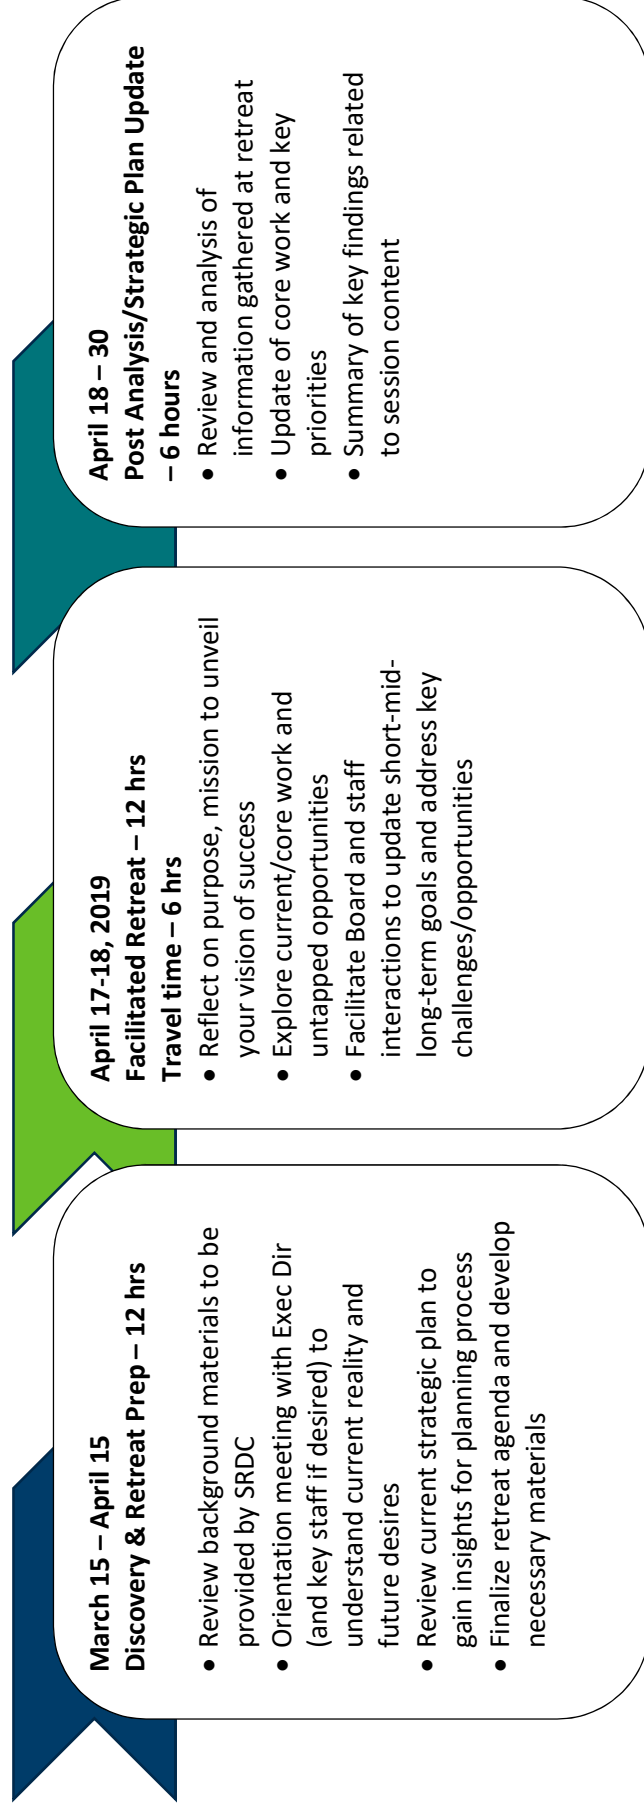 March 15 – April 15
Discovery & Retreat Prep – 12 hrs
• Review background materials to be
provided by SRDC
• Orientation meeting with Exec Dir
(and key staff if desired) to
understand current reality and
future desires
• Review current strategic plan to
gain insights for planning process
• Finalize retreat agenda and develop
necessary materials
April 17-18, 2019
Facilitated Retreat – 12 hrs
Travel time – 6 hrs
• Reflect on purpose, mission to unveil
your vision of success
• Explore current/core work and
untapped opportunities
• Facilitate Board and staff
interactions to update short-mid-
long-term goals and address key
challenges/opportunities
April 18 – 30
Post Analysis/Strategic Plan Update
– 6 hours
• Review and analysis of
information gathered at retreat
• Update of core work and key
priorities
• Summary of key findings related
to session content